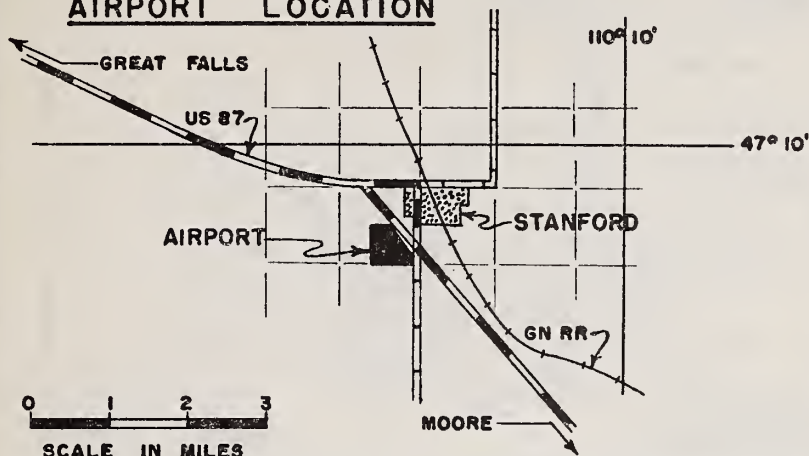 AIRPORT LOCATION
110° 10'
GREAT FALLS
US 87
47° 10'
AIRPORT
STANFORD
GN RR
0 1 2 3
SCALE IN MILES
MOORE